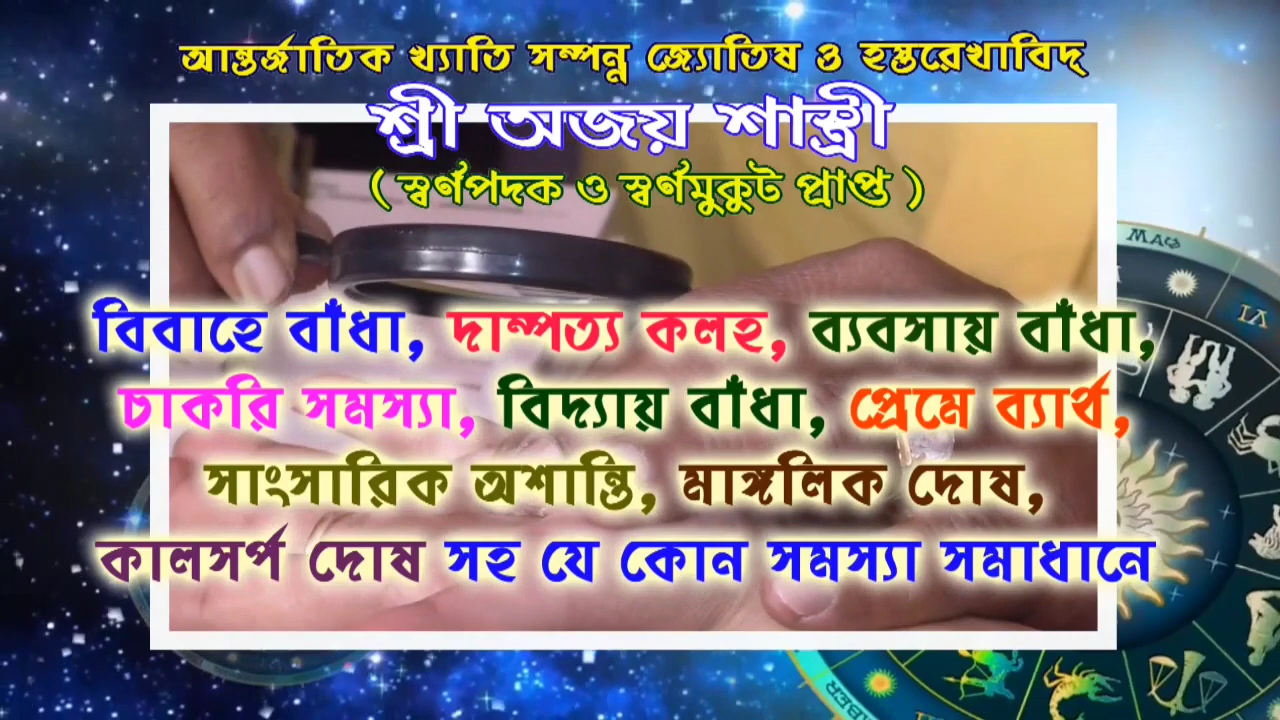 আন্তর্জাতিক খ্যাতি সম্পন্ন জ্যোতিষ ও হস্তরেখাবিদ্
শ্রী অজয় শাস্ত্রী
( স্বর্ণপদক ও স্বর্ণমুকুট প্রাপ্ত )
বিবাহে বাঁধা, দাম্পত্য কলহ, ব্যবসায় বাঁধা,
চাকরি সমস্যা, বিদ্যায় বাঁধা, প্রেমে ব্যার্থ,
সাংসারিক অশান্তি, মাঙ্গলিক দোষ,
কালসর্প দোষ সহ যে কোন সমস্যা সমাধানে